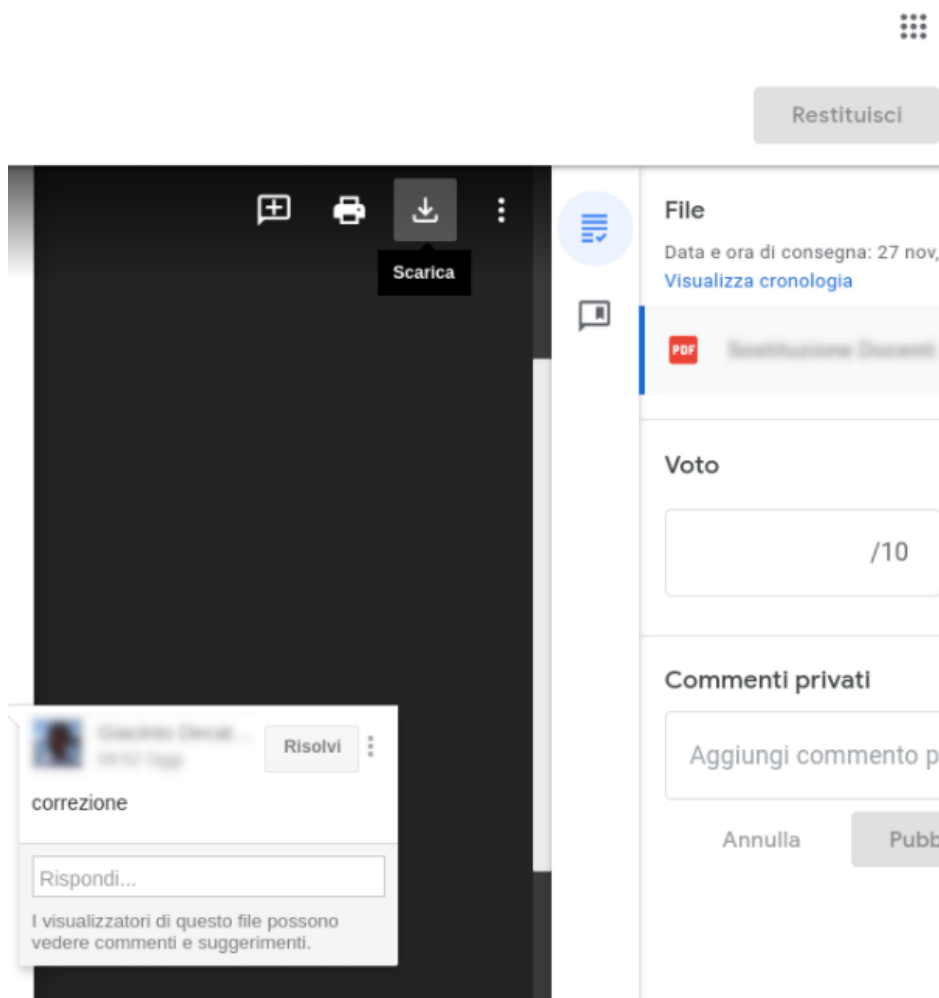 Restituisci
Scarica
File
Data e ora di consegna: 27 nov,
Visualizza cronologia
PDF
Voto
/10
Commenti privati
Aggiungi commento p
Annulla
Pubb
Risolvi
correzione
Rispondi...
I visualizzatori di questo file possono
vedere commenti e suggerimenti.